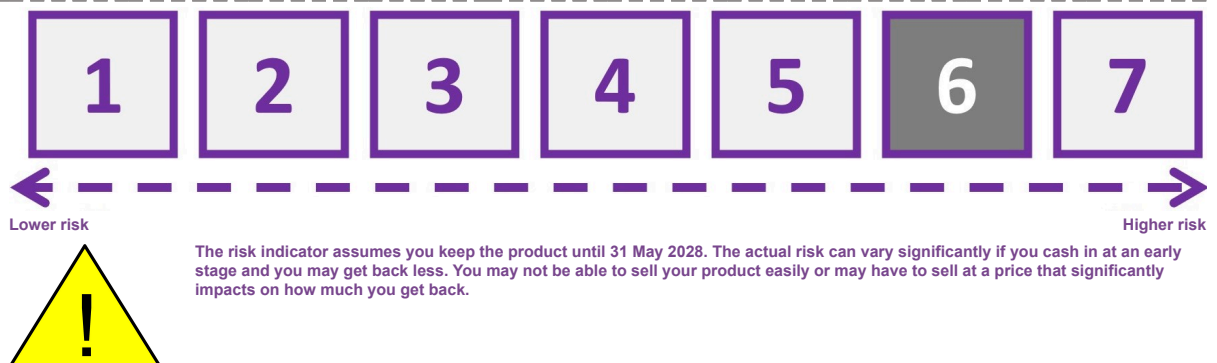 1 2 3 4 5 6 7
Lower risk Higher risk
The risk indicator assumes you keep the product until 31 May 2028. The actual risk can vary significantly if you cash in at an early
stage and you may get back less. You may not be able to sell your product easily or may have to sell at a price that significantly
impacts on how much you get back.
!